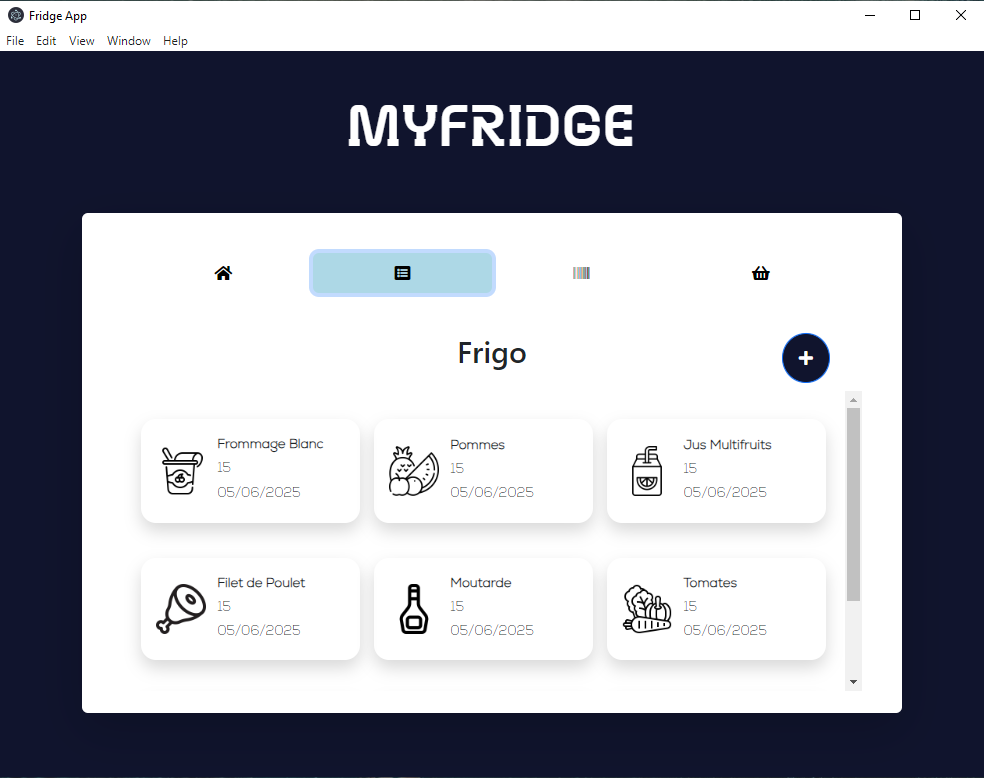 Fridge App
File Edit View Window Help
MYFRIDGE
Frigo
Frommage Blanc
15
05/06/2025
Pommes
15
05/06/2025
Jus Multifruits
15
05/06/2025
Filet de Poulet
15
05/06/2025
Moutarde
15
05/06/2025
Tomates
15
05/06/2025